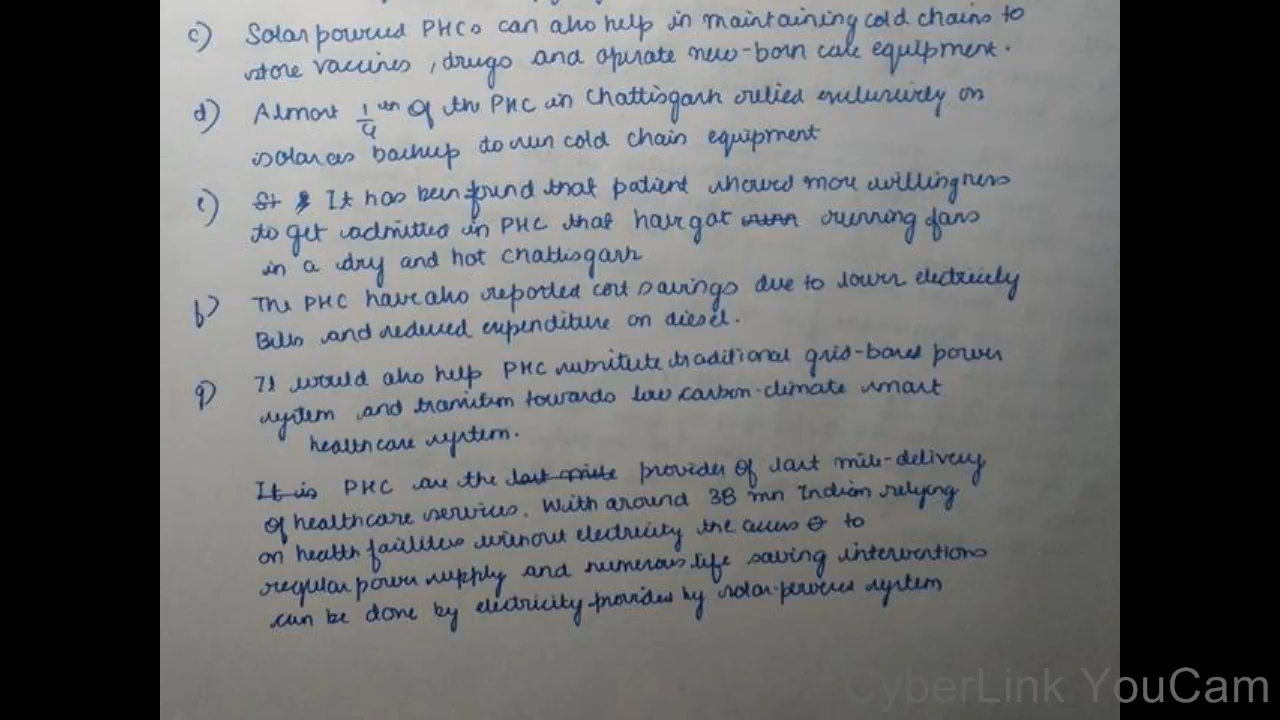 c) Solar powered PHCs can also help in maintaining cold chains to
store vaccines, drugs and operate new-born care equipment.
d) Almost 1/4 th of the PHC in Chattisgarh relied exclusively on
solar as backup to run cold chain equipment
e) It has been found that patient showed more willingness
to get admitted in PHC that have got running fans
in a dry and hot Chattisgarh
b) The PHC have also reported cost savings due to lower electricity
Bills and reduced expenditure on diesel.
g) It would also help PHC substitute traditional grid-based power
system and transition towards low carbon-climate smart
healthcare system.
It is PHC are the last mile provider of last mile-delivery
of healthcare services. With around 38 mn Indian relying
on health facilities without electricity the access to
regular power supply and numerous life saving interventions
can be done by electricity provided by solar-powered system
CyberLink YouCam